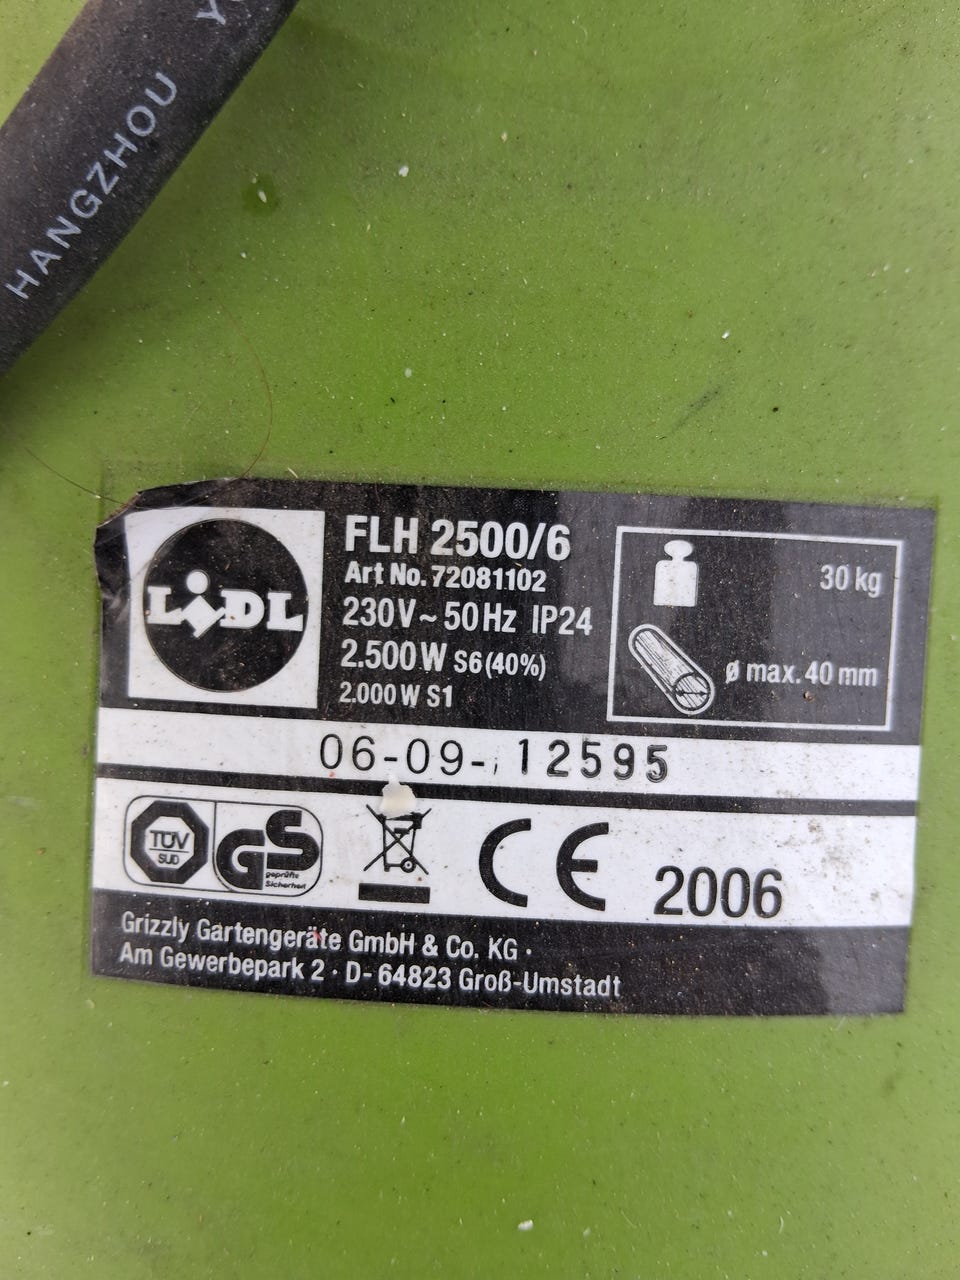 HANGZHOU
LIDL
FLH 2500/6
Art No. 72081102
230V ~ 50Hz IP24
2.500 W S6 (40%)
2.000 W S1
30 kg
ø max. 40 mm
06-09- 12595
TÜV
SÜD
GS
geprüfte
Sicherheit
CE
2006
Grizzly Gartengeräte GmbH & Co. KG ·
Am Gewerbepark 2 · D- 64823 Groß-Umstadt